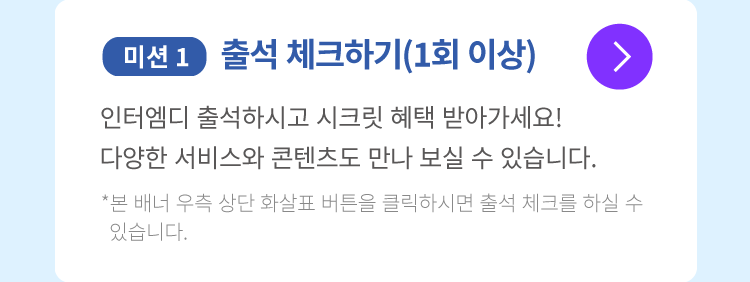 미션 1 출석 체크하기(1회 이상)
인터엠디 출석하시고 시크릿 혜택 받아가세요!
다양한 서비스와 콘텐츠도 만나 보실 수 있습니다.
*본 배너 우측 상단 화살표 버튼을 클릭하시면 출석 체크를 하실 수
있습니다.